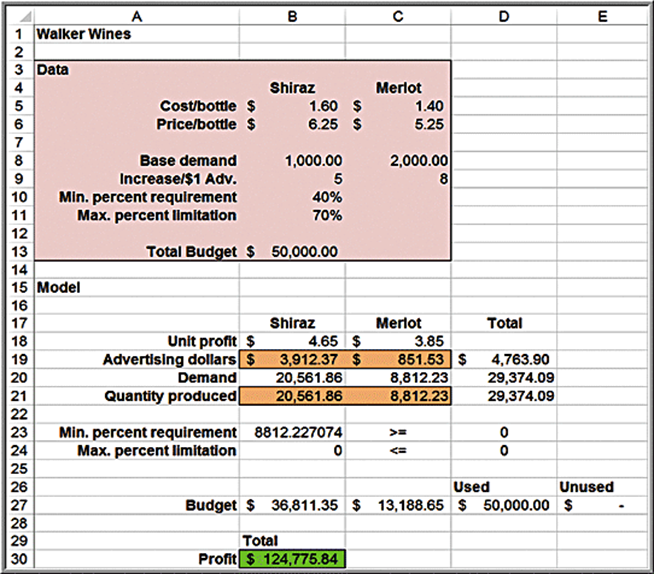 A B C D E
1 Walker Wines
2
3 Data
4 Shiraz Merlot
5 Cost/bottle $ 1.60 $ 1.40
6 Price/bottle $ 6.25 $ 5.25
7
8 Base demand 1,000.00 2,000.00
9 Increase/$1 Adv. 5 8
10 Min. percent requirement 40%
11 Max. percent limitation 70%
12
13 Total Budget $ 50,000.00
14
15 Model
16
17 Shiraz Merlot Total
18 Unit profit $ 4.65 $ 3.85
19 Advertising dollars $ 3,912.37 $ 851.53 $ 4,763.90
20 Demand 20,561.86 8,812.23 29,374.09
21 Quantity produced 20,561.86 8,812.23 29,374.09
22
23 Min. percent requirement 8812.227074 >= 0
24 Max. percent limitation 0 <= 0
25
26 Used Unused
27 Budget $ 36,811.35 $ 13,188.65 $ 50,000.00 $ -
28
29 Total
30 Profit $ 124,775.84